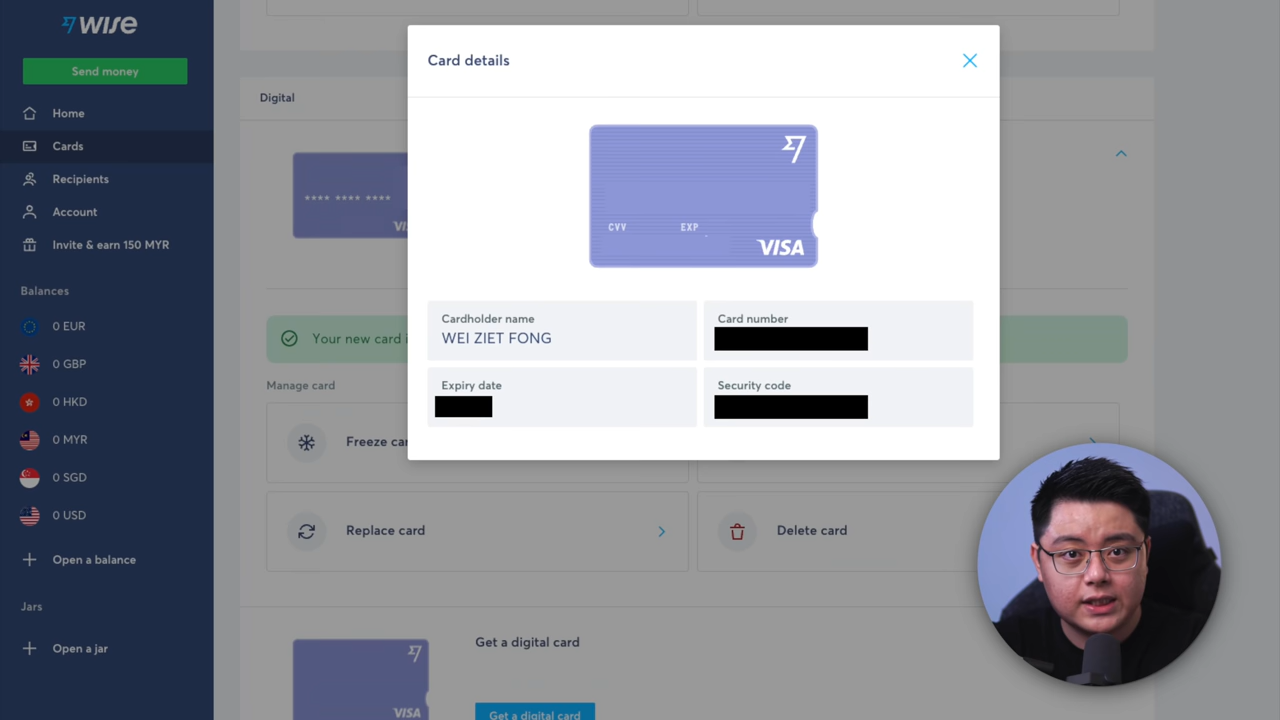 WISE
Send money
Home
Cards
Recipients
Account
Invite & earn 150 MYR
Balances
0 EUR
0 GBP
0 HKD
0 MYR
0 SGD
0 USD
Open a balance
Jars
Open a jar
Digital
**** **** ****
Manage card
Your new card
Freeze
Replace card
Delete card
Get a digital card
VISA
Get a digital card
Card details
CVV EXP
VISA
Cardholder name
WEI ZIET FONG
Card number
Expiry date
Security code